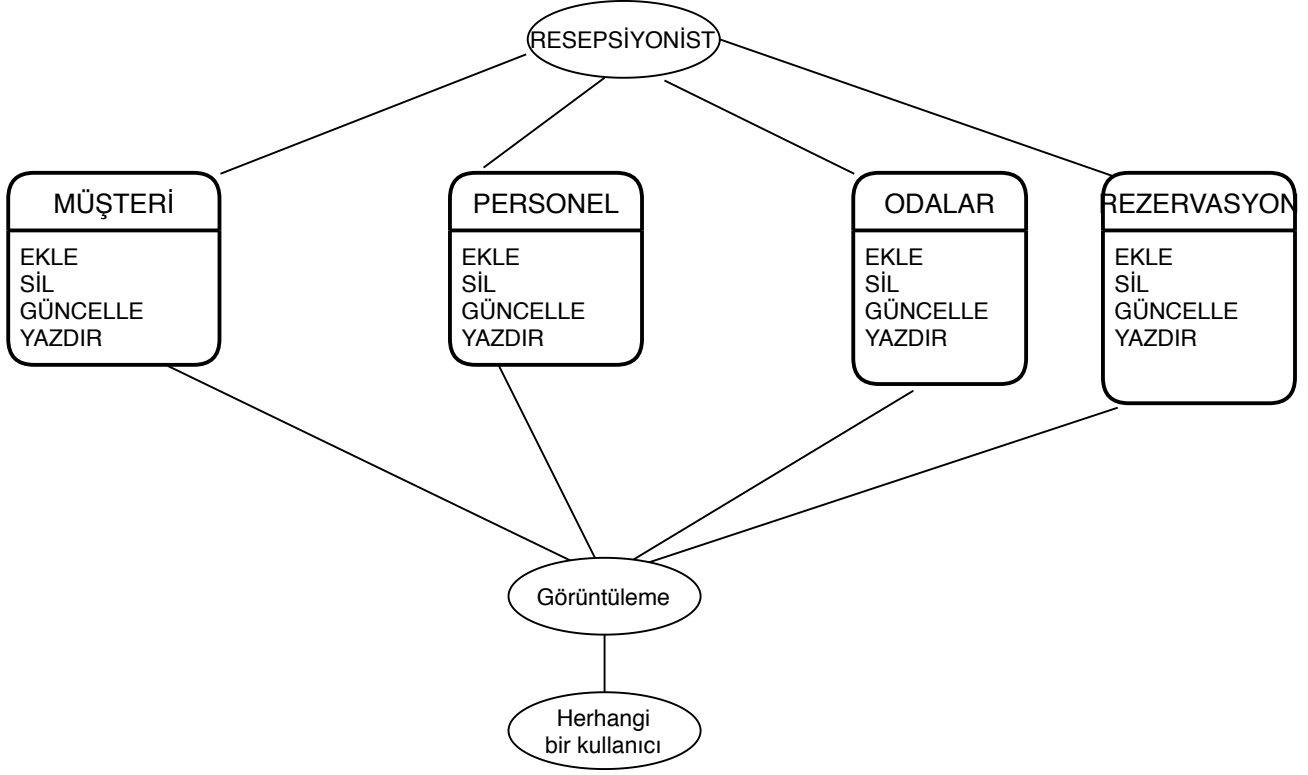 RESEPSİYONİST
MÜŞTERİ
EKLE
SİL
GÜNCELLE
YAZDIR
PERSONEL
EKLE
SİL
GÜNCELLE
YAZDIR
ODALAR
EKLE
SİL
GÜNCELLE
YAZDIR
REZERVASYON
EKLE
SİL
GÜNCELLE
YAZDIR
Görüntüleme
Herhangi
bir kullanıcı